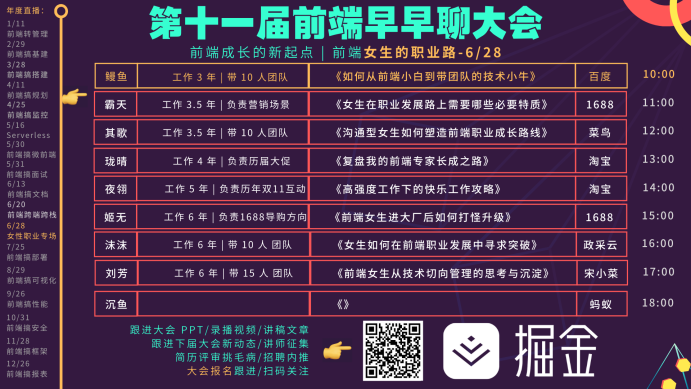 年度直播：
1/11
前端转管理
2/29
前端搞基建
3/28
前端搞搭建
4/11
前端搞规划
4/25
前端搞监控
5/16
Serverless
5/30
前端搞微前端
5/31
前端搞面试
6/13
前端搞文档
6/20
前端跨端跨栈
6/28
女性职业专场
7/25
前端搞部署
8/29
前端搞可视化
9/26
前端搞性能
10/31
前端搞安全
11/28
前端搞框架
12/26
前端搞报表
第十一届前端早早聊大会
前端成长的新起点 | 前端女生的职业路-6/28
鳗鱼 工作 3 年 | 带 10 人团队 《如何从前端小白到带团队的技术小牛》 百度 10:00
霸天 工作 3.5 年 | 负责营销场景 《女生在职业发展路上需要哪些必要特质》 1688 11:00
其歌 工作 3.5 年 | 带 10 人团队 《沟通型女生如何塑造前端职业成长路线》 菜鸟 12:00
珑晴 工作 4 年 | 负责历届大促 《复盘我的前端专家长成之路》 淘宝 13:00
夜翎 工作 5 年 | 负责历年双11互动 《高强度工作下的快乐工作攻略》 淘宝 14:00
姬无 工作 6 年 | 负责1688导购方向 《前端女生进大厂后如何打怪升级》 1688 15:00
沫沫 工作 6 年 | 带 10 人 团队 《女生如何在前端职业发展中寻求突破》 政采云 16:00
刘芳 工作 6 年 | 带 15 人 团队 《前端女生从技术切向管理的思考与沉淀》 宋小菜 17:00
沉鱼 《》 蚂蚁 18:00
跟进大会 PPT/录播视频/讲稿文章
跟进下届大会新动态/讲师征集
简历评审挑毛病/招聘内推
大会报名跟进/扫码关注
掘金